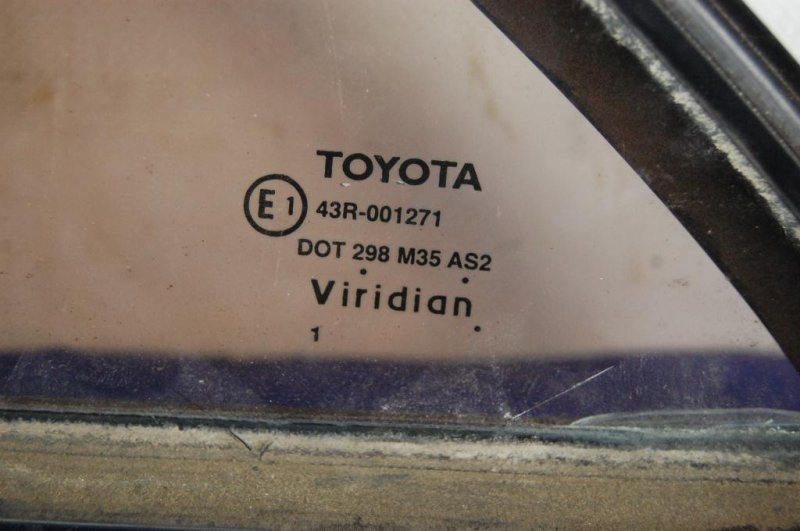 TOYOTA
E1 43R-001271
DOT 298 M35 AS2
Viridian
1